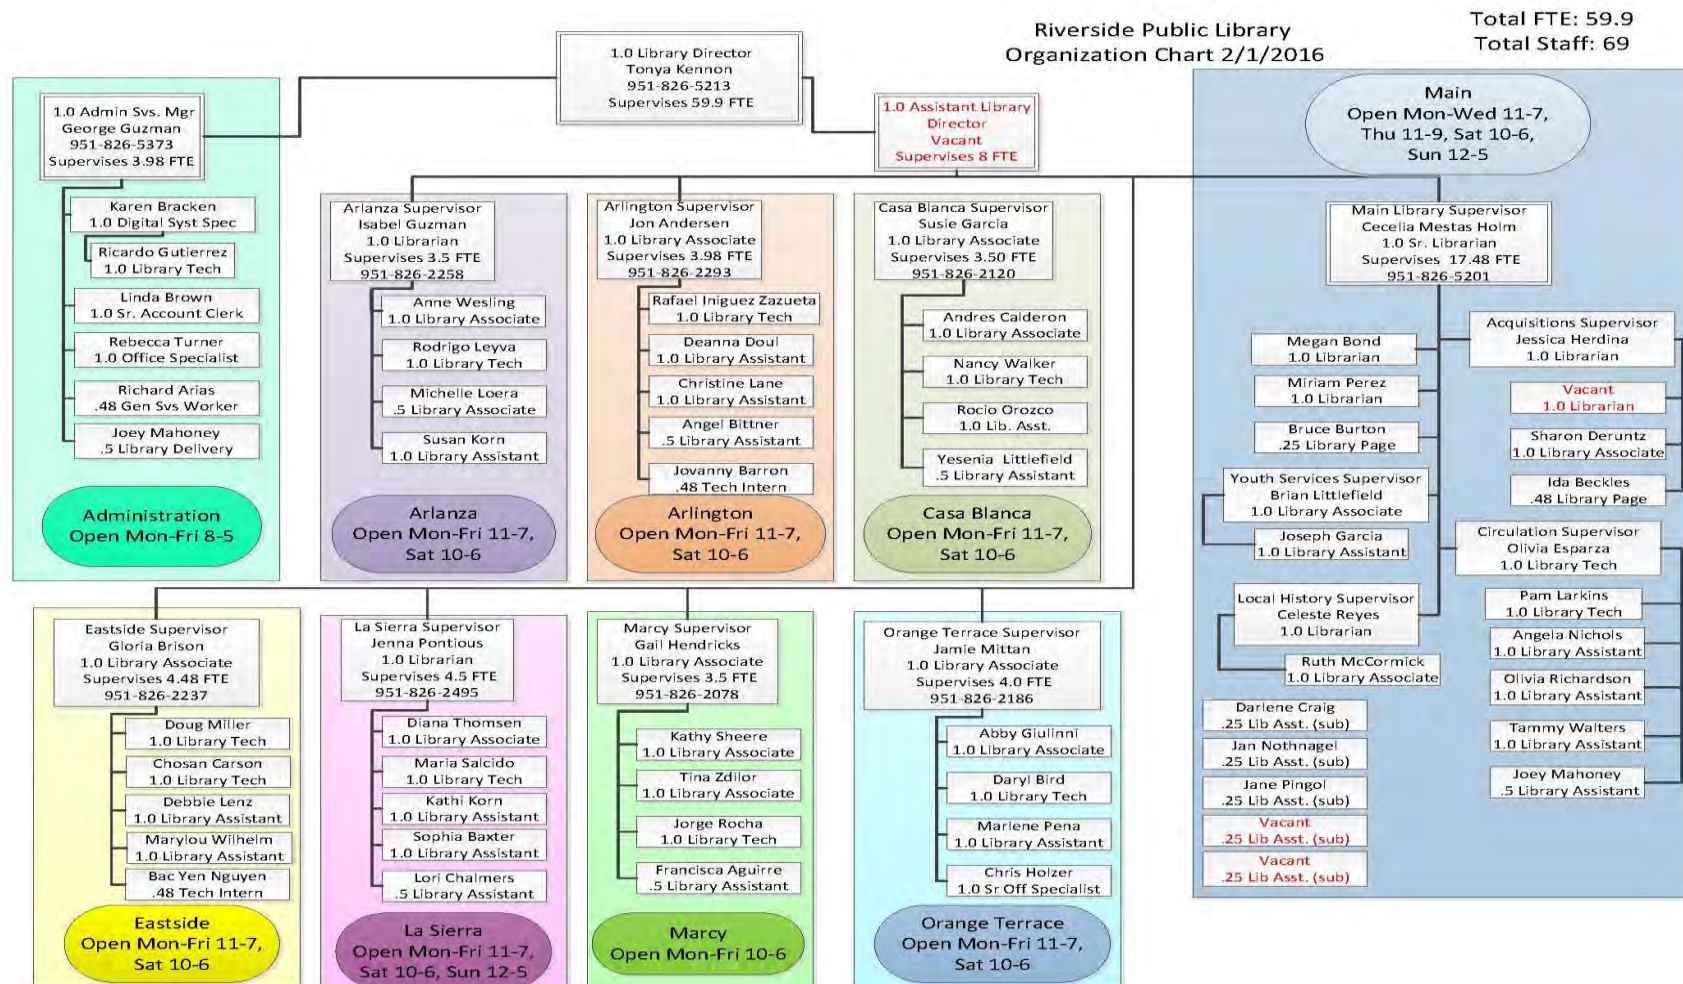 Riverside Public Library
Organization Chart 2/1/2016
Total FTE: 59.9
Total Staff: 69
1.0 Library Director
Tonya Kennon
951-826-5213
Supervises 59.9 FTE
1.0 Admin Svs. Mgr
George Guzman
951-826-5373
Supervises 3.98 FTE
Karen Bracken
1.0 Digital Syst Spec
Ricardo Gutierrez
1.0 Library Tech
Linda Brown
1.0 Sr. Account Clerk
Rebecca Turner
1.0 Office Specialist
Richard Arias
.48 Gen Svs Worker
Joey Mahoney
.5 Library Delivery
Administration
Open Mon-Fri 8-5
1.0 Assistant Library
Director
Vacant
Supervises 8 FTE
Arlanza Supervisor
Isabel Guzman
1.0 Librarian
Supervises 3.5 FTE
951-826-2258
Anne Wesling
1.0 Library Associate
Rodrigo Leyva
1.0 Library Tech
Michelle Loera
.5 Library Associate
Susan Korn
1.0 Library Assistant
Arlanza
Open Mon-Fri 11-7,
Sat 10-6
Arlington Supervisor
Jon Andersen
1.0 Library Associate
Supervises 3.98 FTE
951-826-2293
Rafael Iniguez Zazueta
1.0 Library Tech
Deanna Doul
1.0 Library Assistant
Christine Lane
1.0 Library Assistant
Angel Bittner
.5 Library Assistant
Jovanny Barron
.48 Tech Intern
Arlington
Open Mon-Fri 11-7,
Sat 10-6
Casa Blanca Supervisor
Susie Garcia
1.0 Library Associate
Supervises 3.50 FTE
951-826-2120
Andres Calderon
1.0 Library Associate
Nancy Walker
1.0 Library Tech
Rocio Orozco
1.0 Lib. Asst.
Yesenia Littlefield
.5 Library Assistant
Casa Blanca
Open Mon-Fri 11-7,
Sat 10-6
Main
Open Mon-Wed 11-7,
Thu 11-9, Sat 10-6,
Sun 12-5
Main Library Supervisor
Cecelia Mestas Holm
1.0 Sr. Librarian
Supervises 17.48 FTE
951-826-5201
Megan Bond
1.0 Librarian
Miriam Perez
1.0 Librarian
Bruce Burton
.25 Library Page
Youth Services Supervisor
Brian Littlefield
1.0 Library Associate
Joseph Garcia
1.0 Library Assistant
Local History Supervisor
Celeste Reyes
1.0 Librarian
Ruth McCormick
1.0 Library Associate
Darlene Craig
.25 Lib Asst. (sub)
Jan Nothnagel
.25 Lib Asst. (sub)
Jane Pingol
.25 Lib Asst. (sub)
Vacant
.25 Lib Asst. (sub)
Vacant
.25 Lib Asst. (sub)
Acquisitions Supervisor
Jessica Herdina
1.0 Librarian
Vacant
1.0 Librarian
Sharon Deruntz
1.0 Library Associate
Ida Beckles
.48 Library Page
Circulation Supervisor
Olivia Esparza
1.0 Library Tech
Pam Larkins
1.0 Library Tech
Angela Nichols
1.0 Library Assistant
Olivia Richardson
1.0 Library Assistant
Tammy Walters
1.0 Library Assistant
Joey Mahoney
.5 Library Assistant
Eastside Supervisor
Gloria Brison
1.0 Library Associate
Supervises 4.48 FTE
951-826-2237
Doug Miller
1.0 Library Tech
Chosan Carson
1.0 Library Tech
Debbie Lenz
1.0 Library Assistant
Marylou Wilhelm
1.0 Library Assistant
Bac Yen Nguyen
.48 Tech Intern
Eastside
Open Mon-Fri 11-7,
Sat 10-6
La Sierra Supervisor
Jenna Pontious
1.0 Librarian
Supervises 4.5 FTE
951-826-2495
Diana Thomsen
1.0 Library Associate
Maria Salcido
1.0 Library Tech
Kathi Korn
1.0 Library Assistant
Sophia Baxter
1.0 Library Assistant
Lori Chalmers
.5 Library Assistant
La Sierra
Open Mon-Fri 11-7,
Sat 10-6, Sun 12-5
Marcy Supervisor
Gail Hendricks
1.0 Library Associate
Supervises 3.5 FTE
951-826-2078
Kathy Sheere
1.0 Library Associate
Tina Zdilor
1.0 Library Associate
Jorge Rocha
1.0 Library Tech
Francisca Aguirre
.5 Library Assistant
Marcy
Open Mon-Fri 10-6
Orange Terrace Supervisor
Jamie Mittan
1.0 Library Associate
Supervises 4.0 FTE
951-826-2186
Abby Giulinni
1.0 Library Associate
Daryl Bird
1.0 Library Tech
Marlene Pena
1.0 Library Assistant
Chris Holzer
1.0 Sr Off Specialist
Orange Terrace
Open Mon-Fri 11-7,
Sat 10-6